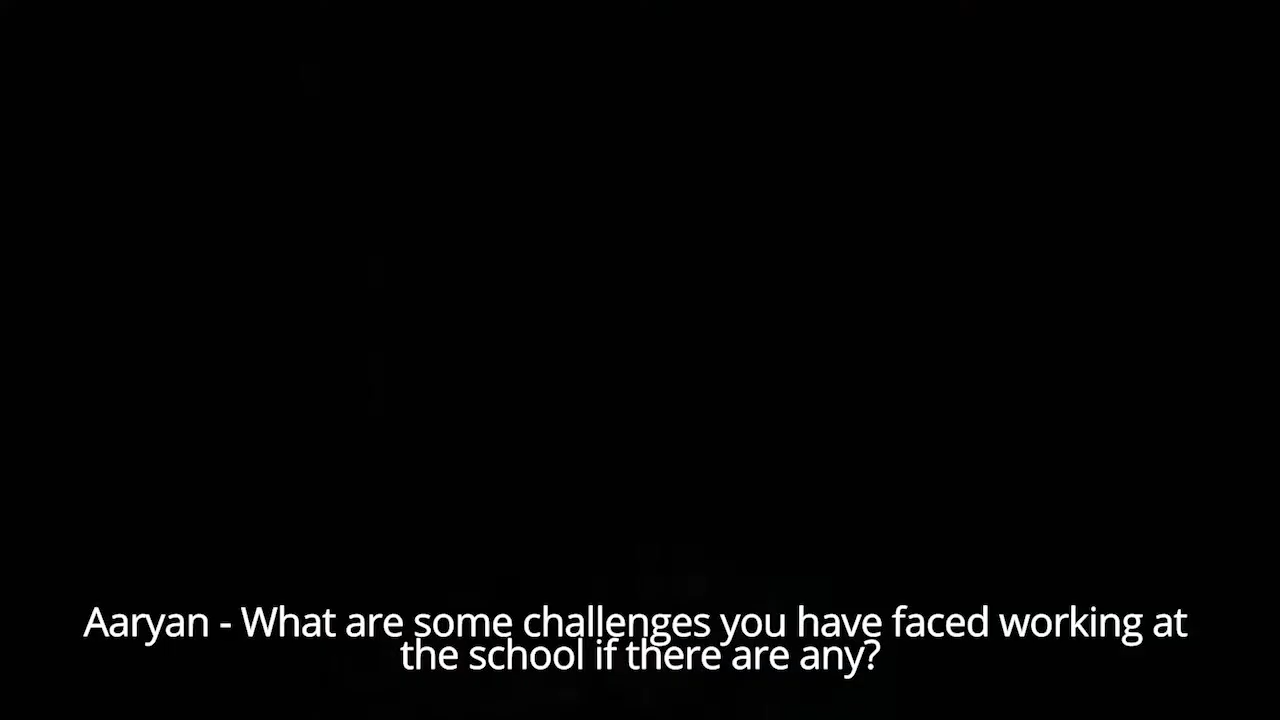 Aaryan - What are some challenges you have faced working at
the school if there are any?